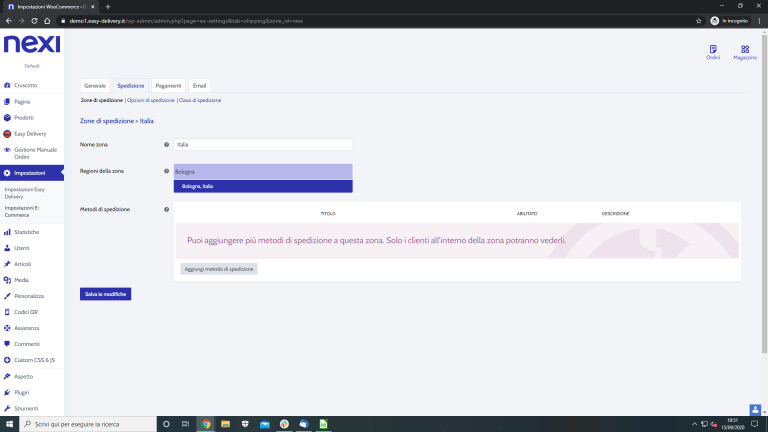 Impostazioni WooCommerce ‹ D
demo1.easy-delivery.it/wp-admin/admin.php?page=wc-settings&tab=shipping&zone_id=new
In incognito
nexi
Default
Ordini
Magazzino
Cruscotto
Pagine
Prodotti
Easy Delivery
Gestione Manuale
Ordini
Impostazioni
Impostazioni Easy
Delivery
Impostazioni E-
Commerce
Statistiche
Utenti
Articoli
Media
Personalizza
Codici QR
Assistenza
Commenti
Custom CSS & JS
Aspetto
Plugin
Strumenti
Generale
Spedizione
Pagamenti
Email
Zone di spedizione | Opzioni di spedizione | Classi di spedizione
Zone di spedizione > Italia
Nome zona
Italia
Regioni della zona
Bologna
Bologna, Italia
Metodi di spedizione
TITOLO
ABILITATO
DESCRIZIONE
Puoi aggiungere più metodi di spedizione a questa zona. Solo i clienti all'interno della zona potranno vederli.
Aggiungi metodo di spedizione
Salva le modifiche
Scrivi qui per eseguire la ricerca
10:51
15/09/2020